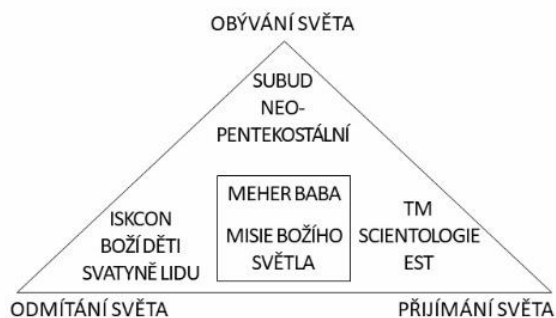 OBÝVÁNÍ SVĚTA
SUBUD
NEO-
PENTEKOSTÁLNÍ
MEHER BABA
MISIE BOŽÍHO
SVĚTLA
ISKCON
BOŽÍ DĚTI
SVATYNĚ LIDU
TM
SCIENTOLOGIE
EST
ODMÍTÁNÍ SVĚTA
PŘIJÍMÁNÍ SVĚTA